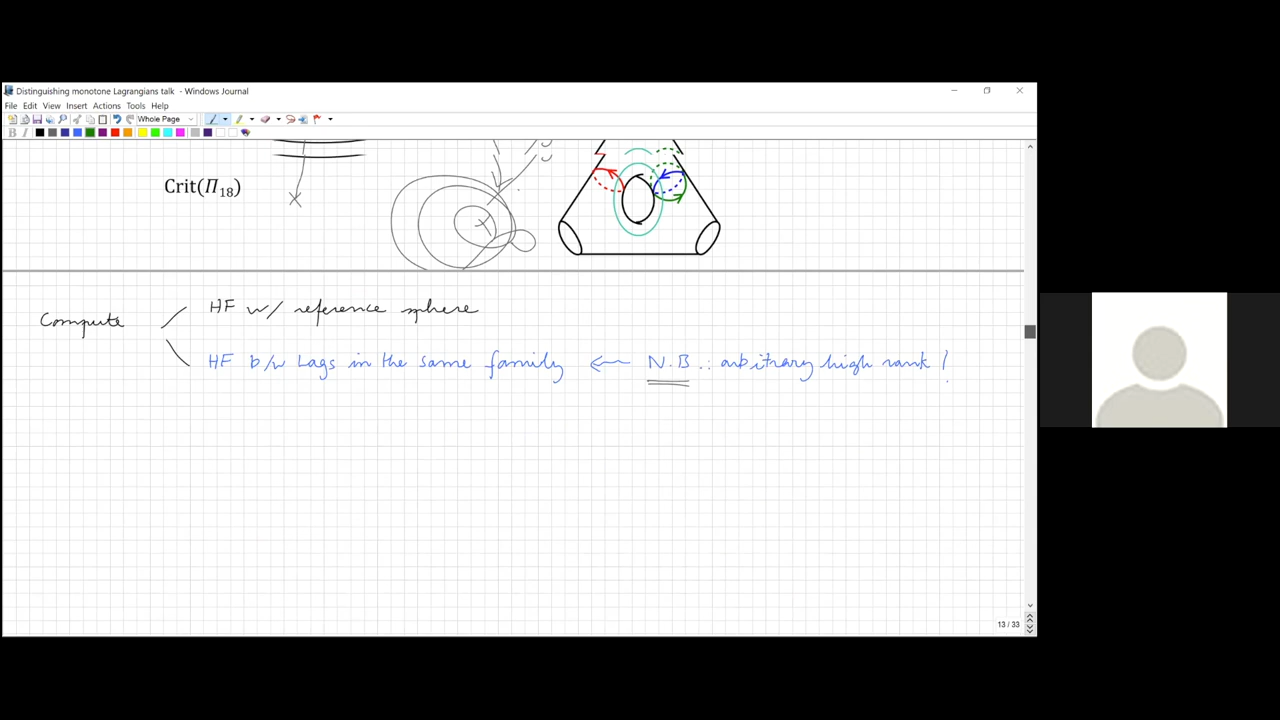 Distinguishing monotone Lagrangians talk - Windows Journal
File Edit View Insert Actions Tools Help
Whole Page
B i
Crit(Π₁₈)
Compute
HF w/ reference sphere
HF b/w Lags in the same family ← N.B.: arbitrary high rank!
13 / 33